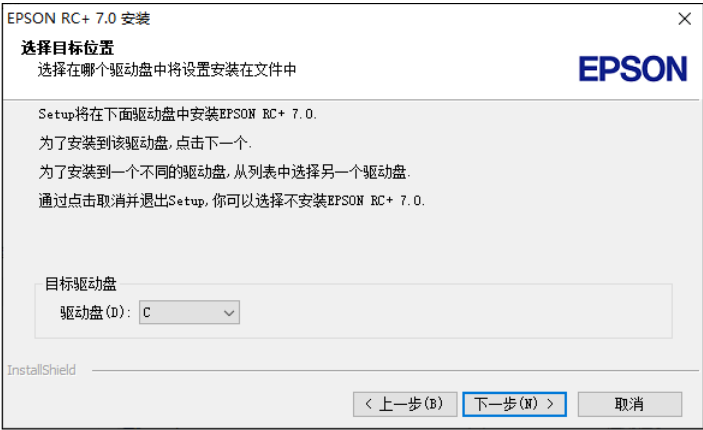 EPSON RC+ 7.0 安装
选择目标位置
选择在哪个驱动盘中将设置安装在文件中
EPSON
Setup将在下面驱动盘中安装EPSON RC+ 7.0.
为了安装到该驱动盘,点击下一个.
为了安装到一个不同的驱动盘,从列表中选择另一个驱动盘.
通过点击取消并退出Setup,你可以选择不安装EPSON RC+ 7.0.
目标驱动盘
驱动盘(D): C
InstallShield
< 上一步(B) 下一步(N) > 取消